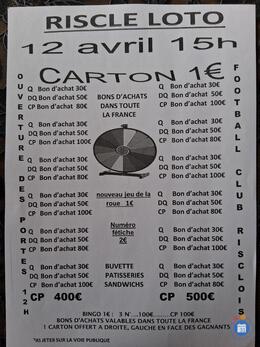 RISCLE LOTO
12 avril 15h
CARTON 1€
OUVERTURE DES PORTES 12H
Q Bon d'achat 30€
DQ Bon d'achat 50€
CP Bon d'achat 80€
Q Bon d'achat 30€
DQ Bon d'achat 50€
CP Bon d'achat 100€
Q Bon d'achat 30€
DQ Bon d'achat 50€
CP Bon d'achat 80€
Q Bon d'achat 30€
DQ Bon d'achat 50€
CP Bon d'achat 100€
Q Bon d'achat 30€
DQ Bon d'achat 50€
CP Bon d'achat 80€
Q Bon d'achat 30€
DQ Bon d'achat 50€
CP 400€
BONS D'ACHATS
DANS TOUTE
LA FRANCE
nouveau jeu de la
roue 1€
Numéro
fétiche
2€
BUVETTE
PATISSERIES
SANDWICHS
Q Bon d'achat 30€
DQ Bon d'achat 50€
CP Bon d'achat 100€
Q Bon d'achat 30€
DQ Bon d'achat 50€
CP Bon d'achat 80€
Q Bon d'achat 30€
DQ Bon d'achat 50€
CP Bon d'achat 100€
Q Bon d'achat 30€
DQ Bon d'achat 50€
CP Bon d'achat 80€
Q Bon d'achat 30€
DQ Bon d'achat 50€
CP Bon d'achat 100€
Q Bon d'achat 30€
DQ Bon d'achat 50€
CP 500€
FOOTBALL CLUB RISCLOIS
BINGO 1€ : 3 N°...100€......CP 100€
BONS D'ACHATS VALABLES DANS TOUTE LA FRANCE
1 CARTON OFFERT A DROITE, GAUCHE EN FACE DES GAGNANTS
JETER SUR LA VOIE PUBLIQUE